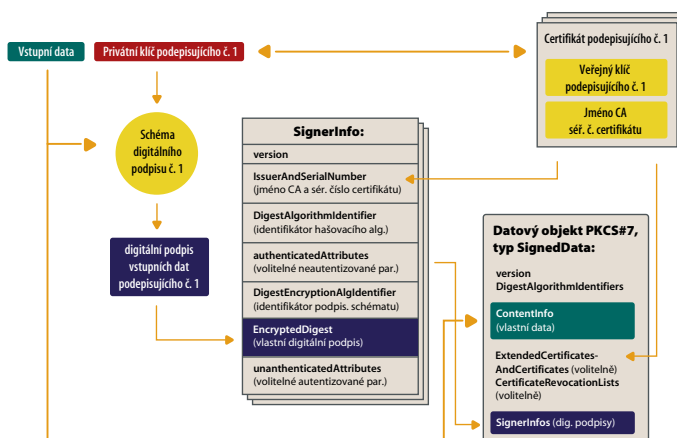 Vstupní data
Privátní klíč podepisujícího č. 1
Certifikát podepisujícího č. 1
Veřejný klíč
podepisujícího č. 1
Jméno CA
séř. č. certifikátu
Schéma
digitálního
podpisu č. 1
digitální podpis
vstupních dat
podepisujícího č. 1
SignerInfo:
version
IssuerAndSerialNumber
(jméno CA a sér. číslo certifikátu)
DigestAlgorithmIdentifier
(identifikátor hašovacího alg.)
authenticatedAttributes
(volitelné neautentizované par.)
DigestEncryptionAlgIdentifier
(identifikátor podpis. schématu)
EncryptedDigest
(vlastní digitální podpis)
unanthenticatedAttributes
(volitelné autentizované par.)
Datový objekt PKCS#7,
typ SignedData:
version
DigestAlgorithmIdentifiers
ContentInfo
(vlastní data)
ExtendedCertificates-
AndCertificates (volitelně)
CertificateRevocationLists
(volitelně)
SignerInfos (dig. podpisy)